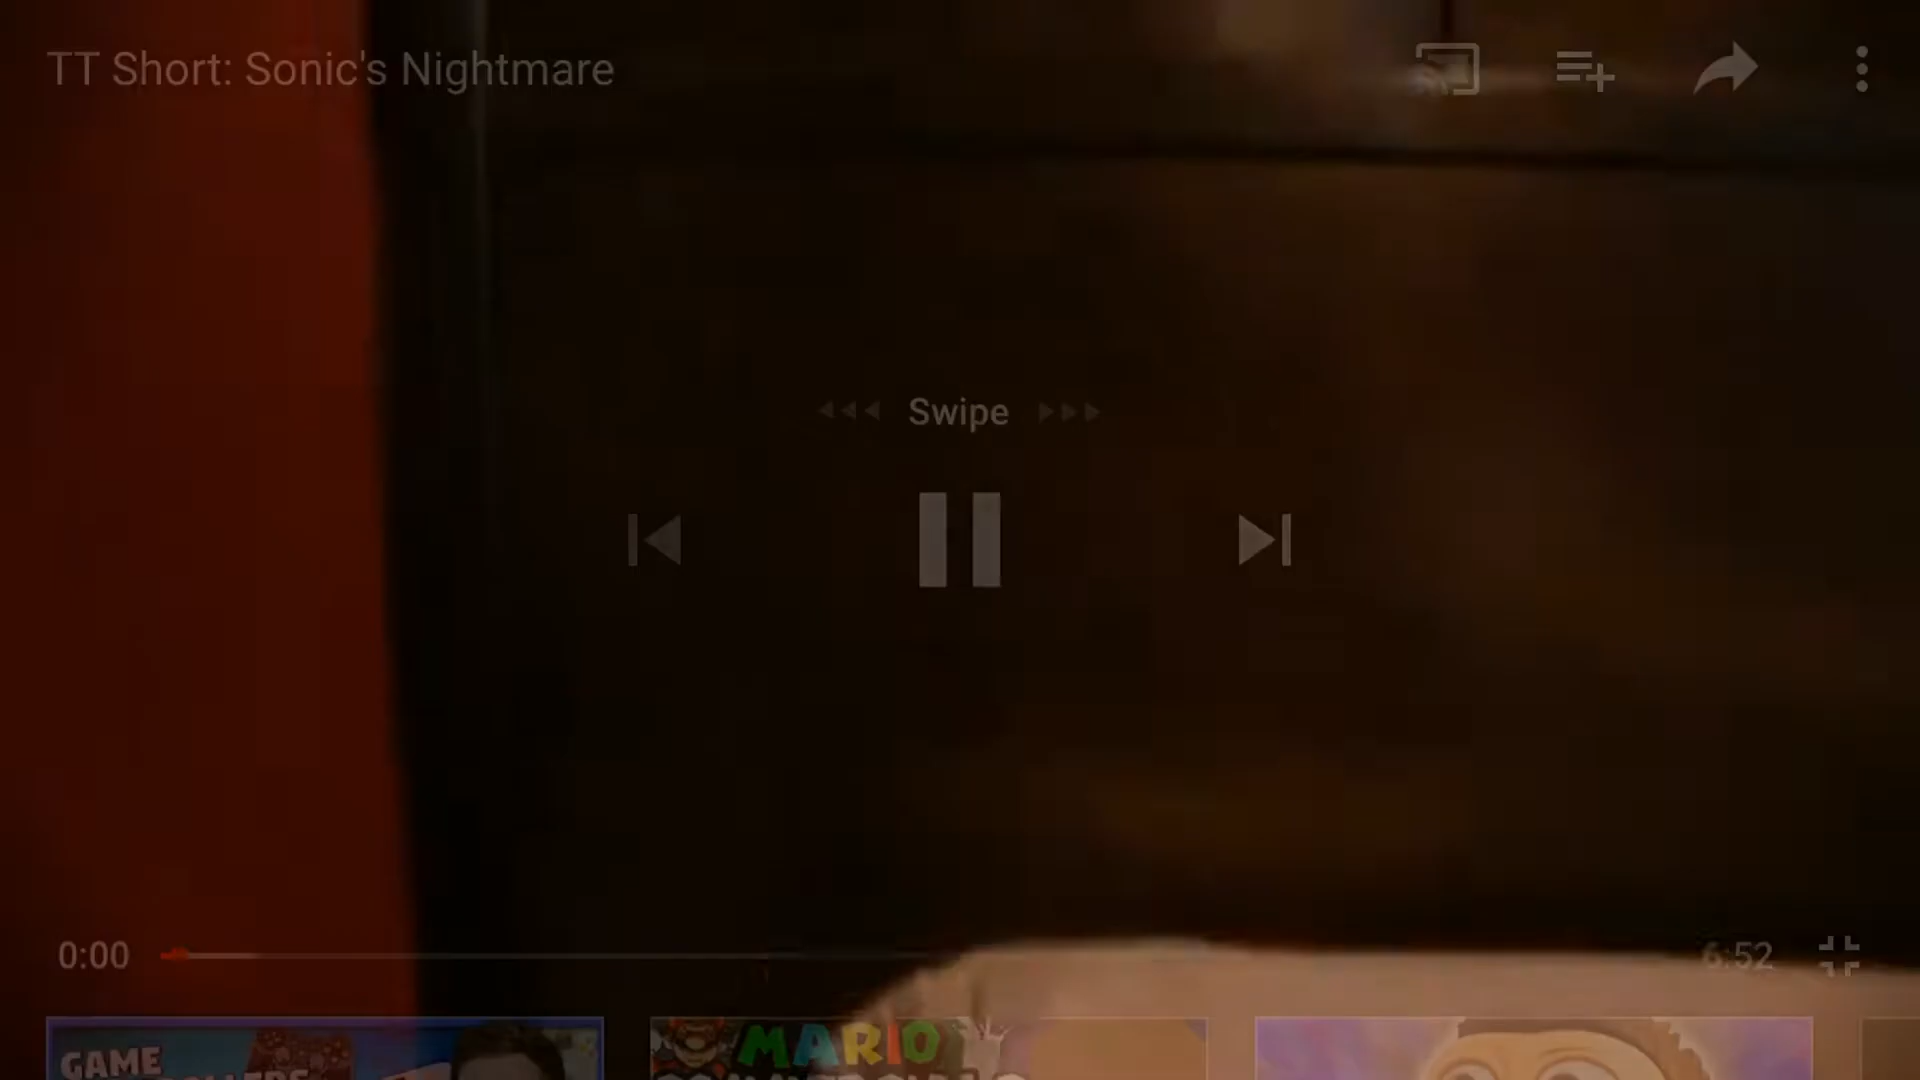 TT Short: Sonic's Nightmare
Swipe
0:00
6:52
GAME
MARIO